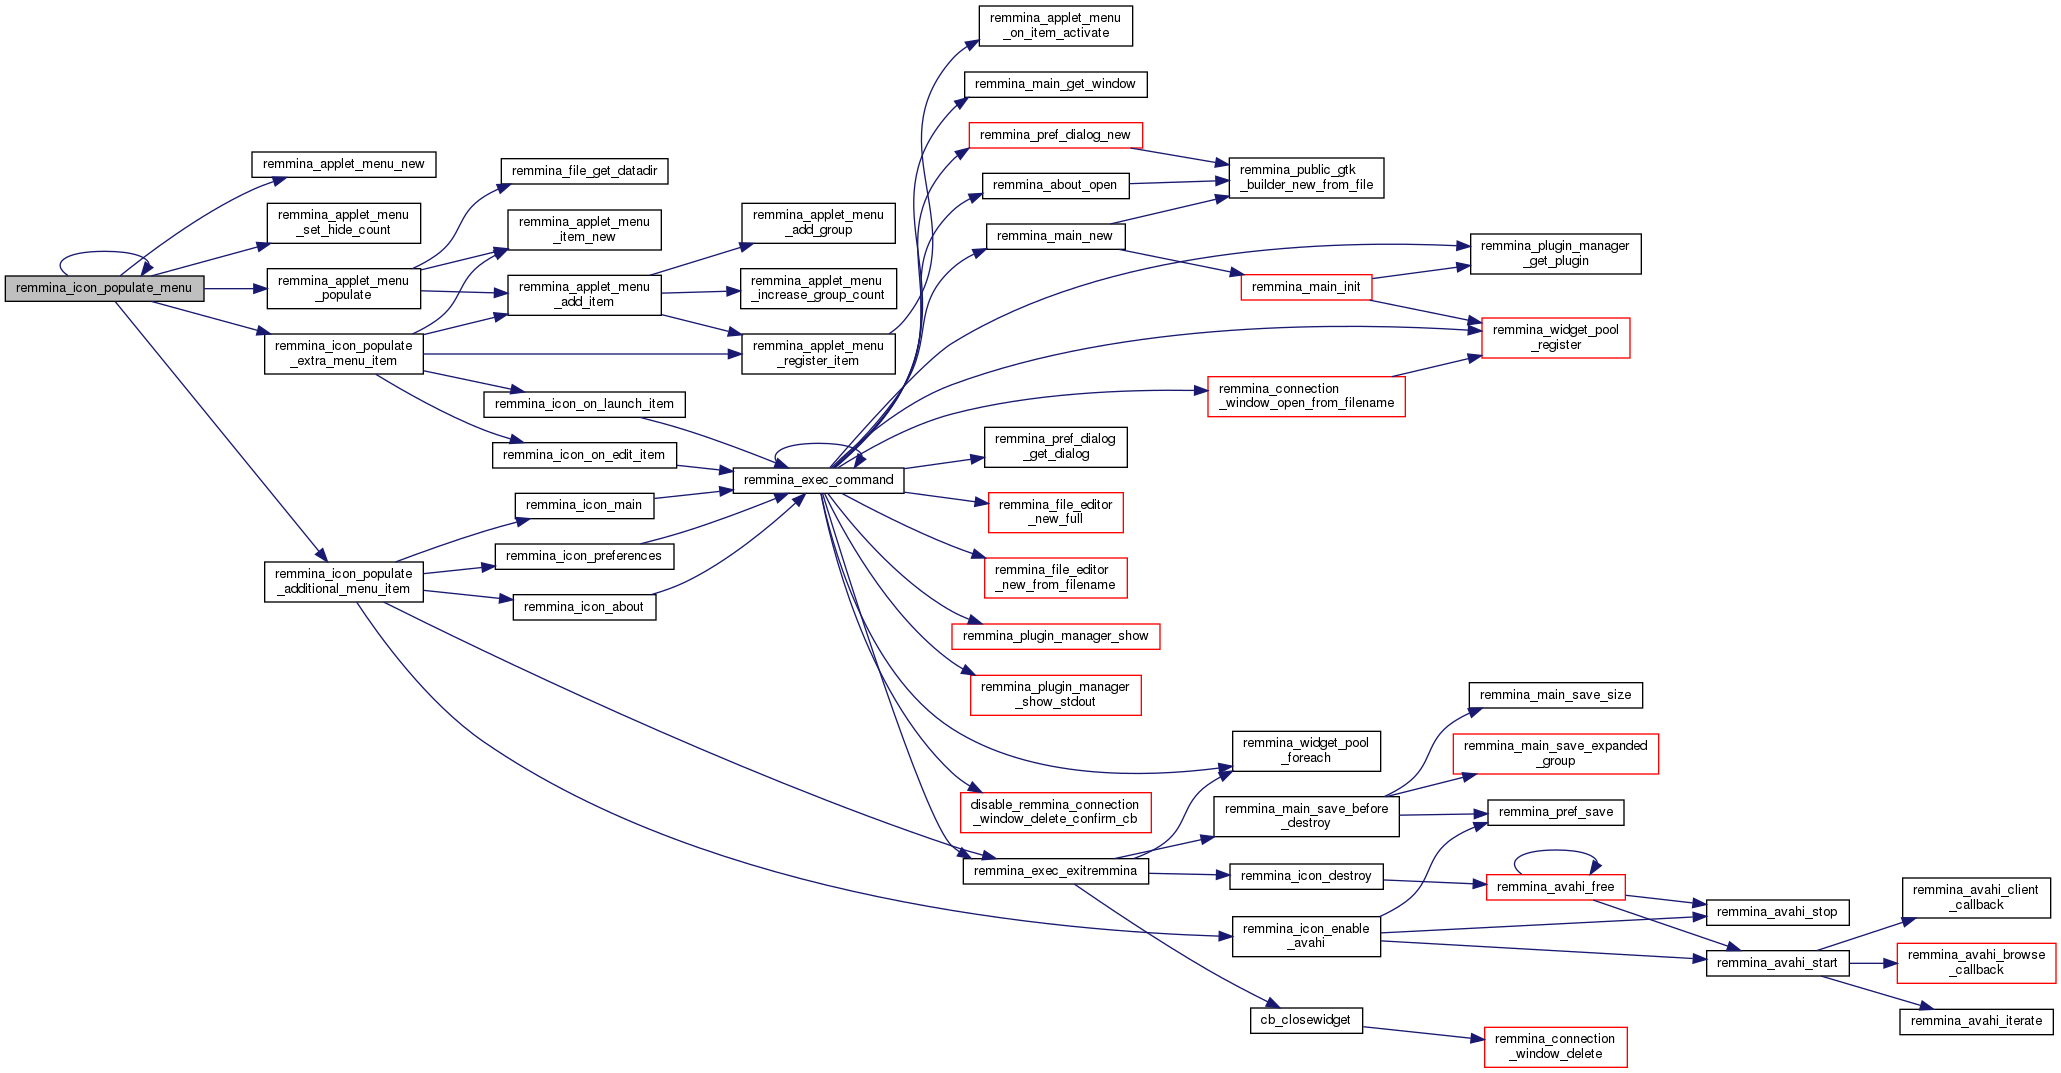 remmina_icon_populate_menu
remmina_applet_menu_new
remmina_applet_menu
_set_hide_count
remmina_applet_menu
_populate
remmina_icon_populate
_extra_menu_item
remmina_icon_populate
_additional_menu_item
remmina_file_get_datadir
remmina_applet_menu
_item_new
remmina_applet_menu
_add_item
remmina_icon_on_launch_item
remmina_icon_on_edit_item
remmina_icon_main
remmina_icon_preferences
remmina_icon_about
remmina_applet_menu
_add_group
remmina_applet_menu
_increase_group_count
remmina_applet_menu
_register_item
remmina_exec_command
remmina_applet_menu
_on_item_activate
remmina_main_get_window
remmina_pref_dialog_new
remmina_about_open
remmina_main_new
remmina_pref_dialog
_get_dialog
remmina_file_editor
_new_full
remmina_file_editor
_new_from_filename
remmina_plugin_manager_show
remmina_plugin_manager
_show_stdout
disable_remmina_connection
_window_delete_confirm_cb
remmina_exec_exitremmina
remmina_public_gtk
_builder_new_from_file
remmina_main_init
remmina_connection
_window_open_from_filename
remmina_widget_pool
_foreach
remmina_main_save_before
_destroy
remmina_icon_destroy
remmina_icon_enable
_avahi
cb_closewidget
remmina_plugin_manager
_get_plugin
remmina_widget_pool
_register
remmina_main_save_size
remmina_main_save_expanded
_group
remmina_pref_save
remmina_avahi_free
remmina_connection
_window_delete
remmina_avahi_stop
remmina_avahi_start
remmina_avahi_client
_callback
remmina_avahi_browse
_callback
remmina_avahi_iterate